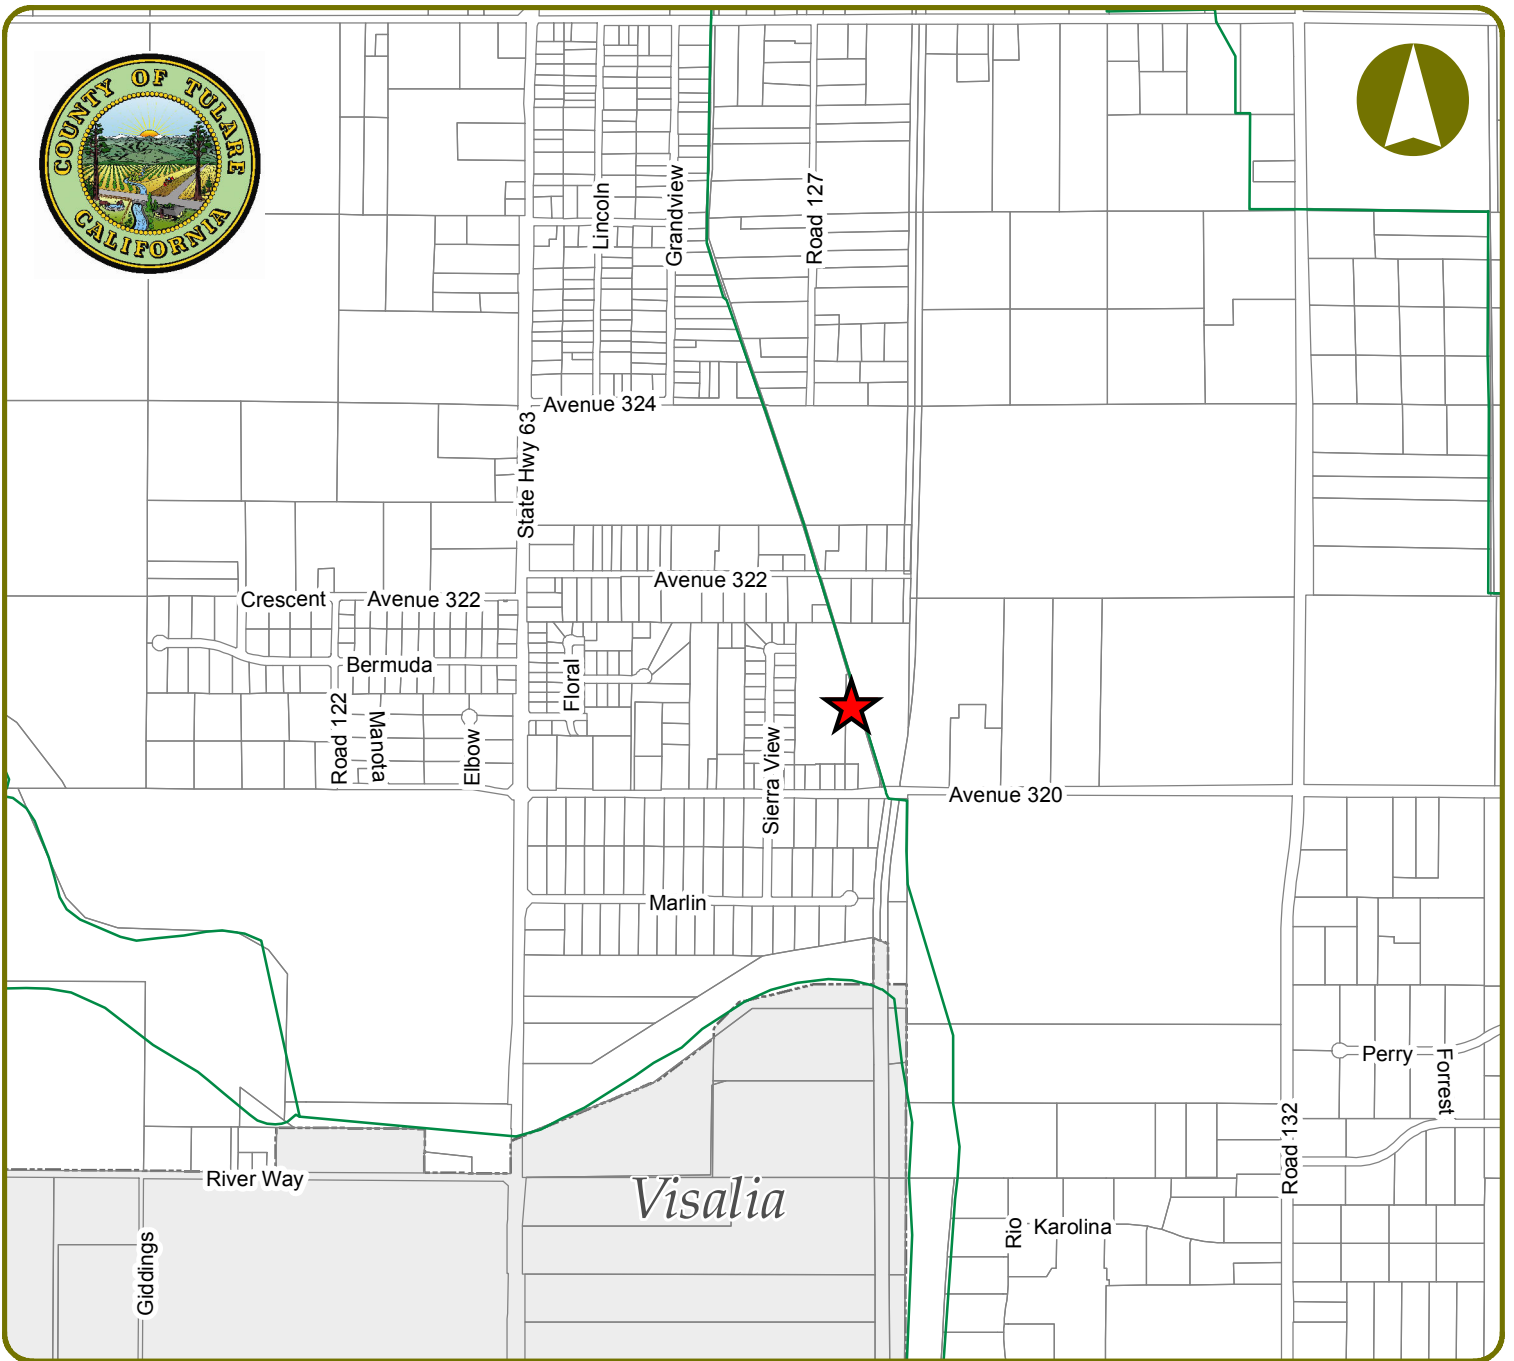 COUNTY OF TULARE
CALIFORNIA
Lincoln
Grandview
Road 127
Avenue 324
State Hwy 63
Avenue 322
Crescent
Avenue 322
Bermuda
Floral
Road 122
Manota
Elbow
Sierra View
Avenue 320
Marlin
Perry
Forrest
Road 132
River Way
Visalia
Rio
Karolina
Giddings